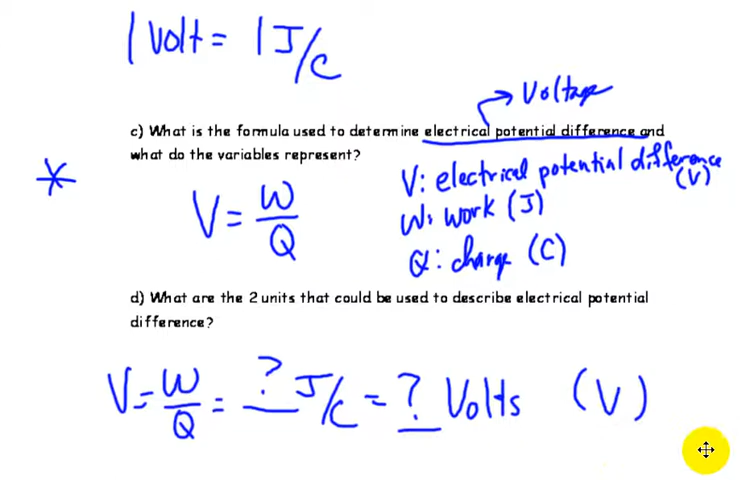 1 Volt = 1 J/C
Voltage
c) What is the formula used to determine electrical potential difference and
what do the variables represent?
V: electrical potential difference
(V)
V = W/Q
W: work (J)
Q: charge (C)
d) What are the 2 units that could be used to describe electrical potential
difference?
V = W/Q = ? J/C = ? Volts (V)